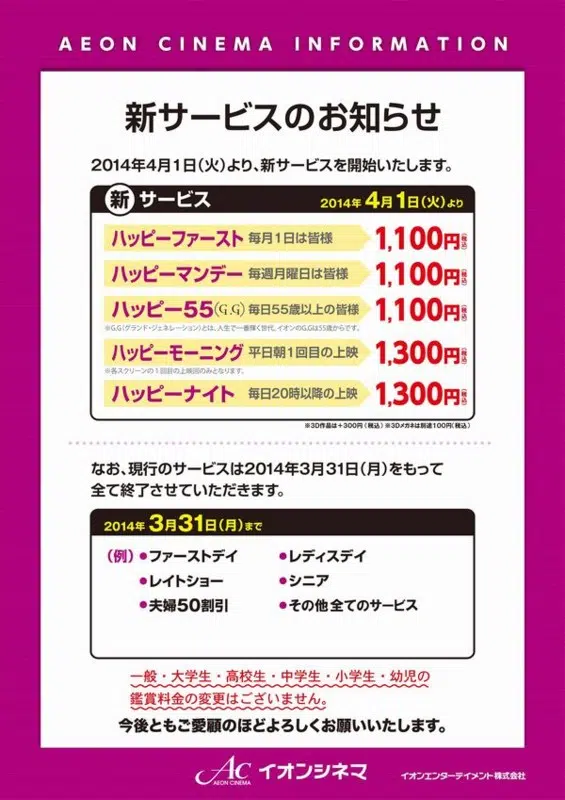 AEON CINEMA INFORMATION
新サービスのお知らせ
2014年4月1日(火)より、新サービスを開始いたします。
新 サービス 2014年 4月1日(火)より
ハッピーファースト 毎月1日は皆様 1,100円(税込)
ハッピーマンデー 毎週月曜日は皆様 1,100円(税込)
ハッピー55(G.G) 毎日55歳以上の皆様 1,100円(税込)
※G.G(グランド・ジェネレーション)とは、人生で一番輝く世代。イオンのG.Gは55歳からです。
ハッピーモーニング 平日朝1回目の上映 1,300円(税込)
※各スクリーンの1回目の上映回のみとなります。
ハッピーナイト 毎日20時以降の上映 1,300円(税込)
※3D作品は+300円(税込) ※3Dメガネは別途100円(税込)
なお、現行のサービスは2014年3月31日(月)をもって
全て終了させていただきます。
2014年 3月31日(月)まで
(例) ●ファーストデイ ●レディスデイ
●レイトショー ●シニア
●夫婦50割引 ●その他全てのサービス
一般・大学生・高校生・中学生・小学生・幼児の
鑑賞料金の変更はございません。
今後ともご愛顧のほどよろしくお願いいたします。
AC AEON CINEMA イオンシネマ イオンエンターテイメント株式会社